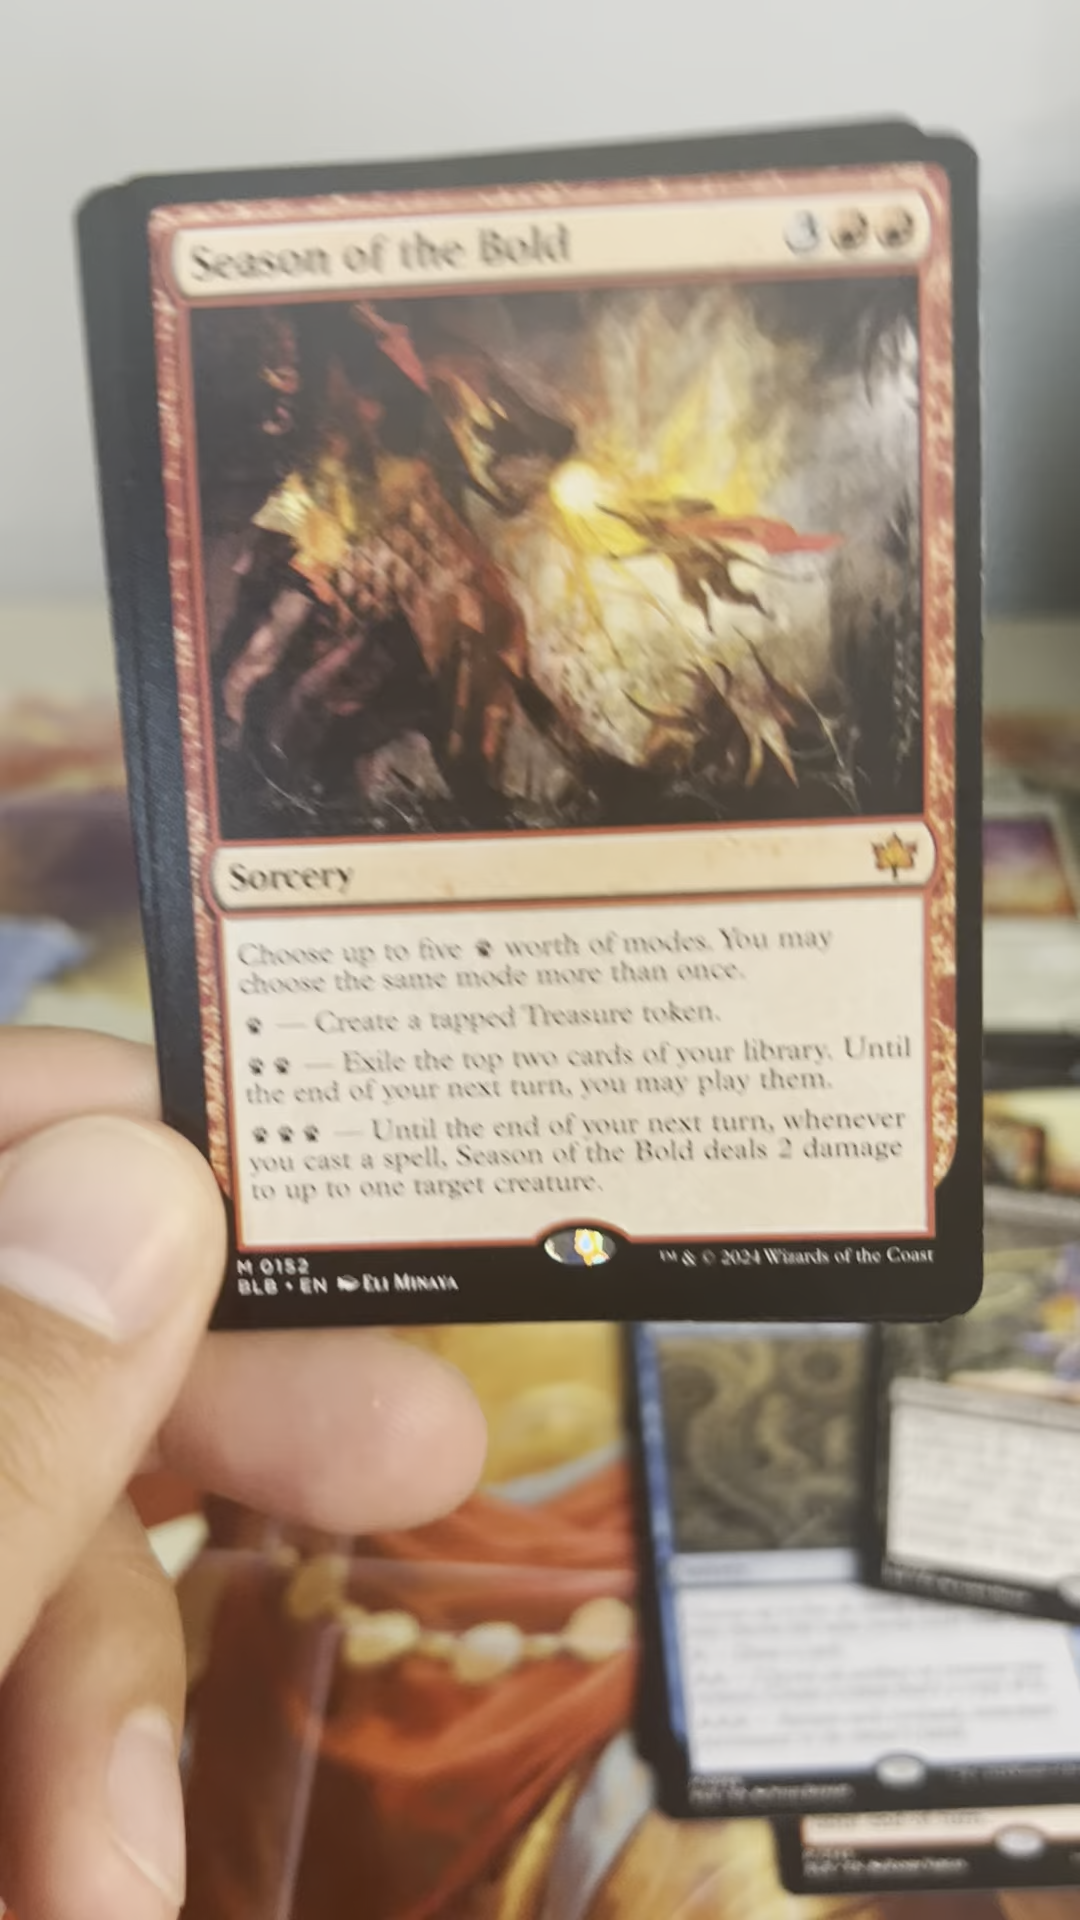 Season of the Bold 3
Sorcery
Choose up to five worth of modes. You may
choose the same mode more than once.
— Create a tapped Treasure token.
— Exile the top two cards of your library. Until
the end of your next turn, you may play them.
— Until the end of your next turn, whenever
you cast a spell, Season of the Bold deals 2 damage
to up to one target creature.
M 0152
BLB • EN Eli Minaya
™ & © 2024 Wizards of the Coast